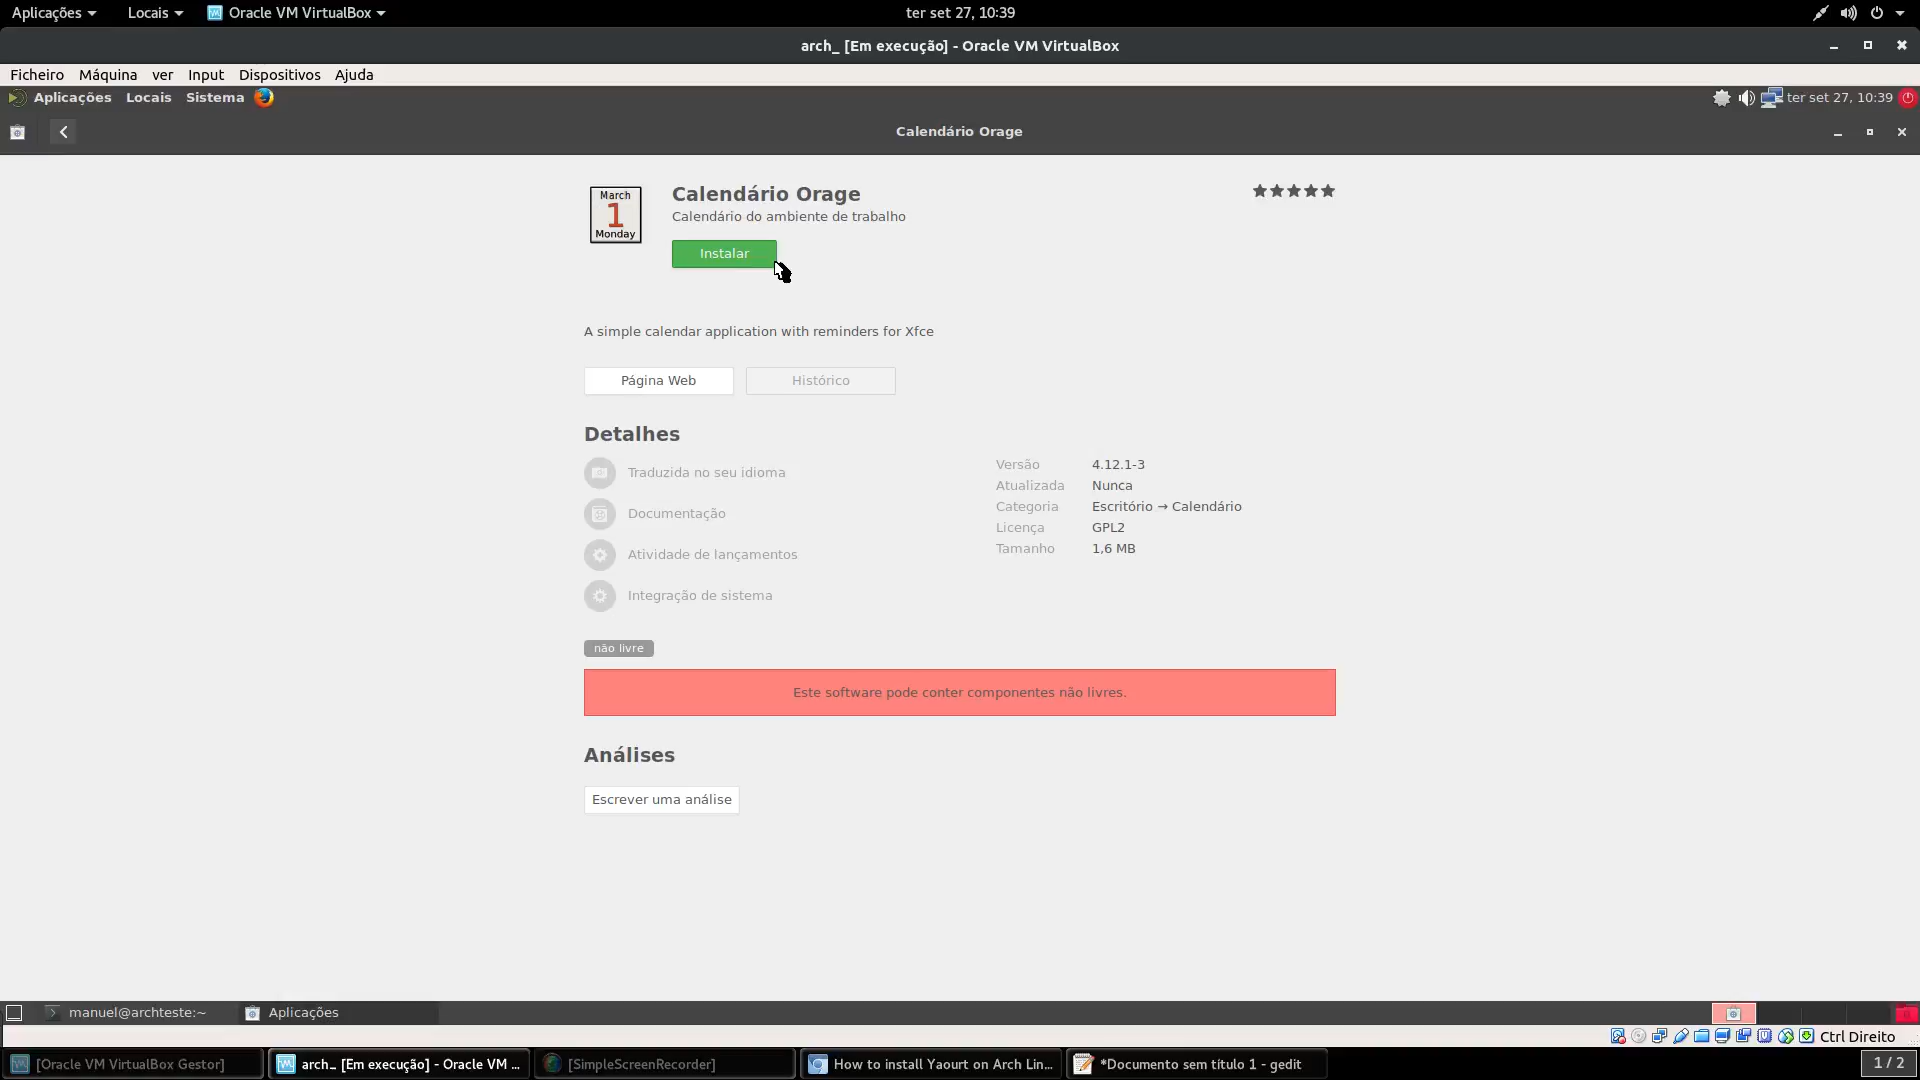 Aplicações
Locais
Oracle VM VirtualBox
ter set 27, 10:39
arch_ [Em execução] - Oracle VM VirtualBox
Ficheiro Máquina ver Input Dispositivos Ajuda
Aplicações Locais Sistema
ter set 27, 10:39
Calendário Orage
March
1
Monday
Calendário Orage
Calendário do ambiente de trabalho
Instalar
A simple calendar application with reminders for Xfce
Página Web
Histórico
Detalhes
Traduzida no seu idioma
Documentação
Atividade de lançamentos
Integração de sistema
Versão 4.12.1-3
Atualizada Nunca
Categoria Escritório → Calendário
Licença GPL2
Tamanho 1,6 MB
não livre
Este software pode conter componentes não livres.
Análises
Escrever uma análise
manuel@archteste:~
Aplicações
Ctrl Direito
[Oracle VM VirtualBox Gestor]
arch_ [Em execução] - Oracle VM ...
[SimpleScreenRecorder]
How to install Yaourt on Arch Lin...
*Documento sem título 1 - gedit
1 / 2